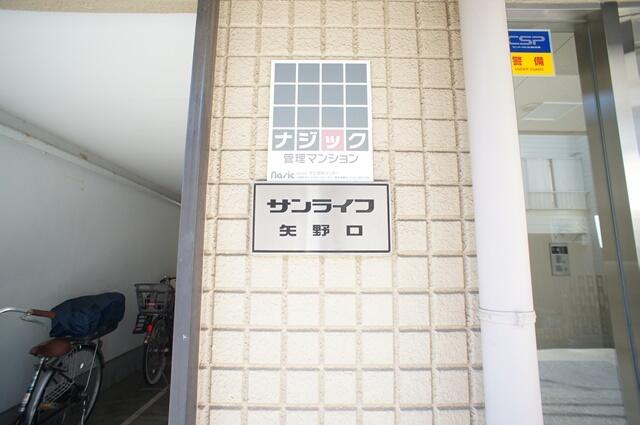 ナジック
管理マンション
Nasic
サンライフ
矢野口
CSP
警備